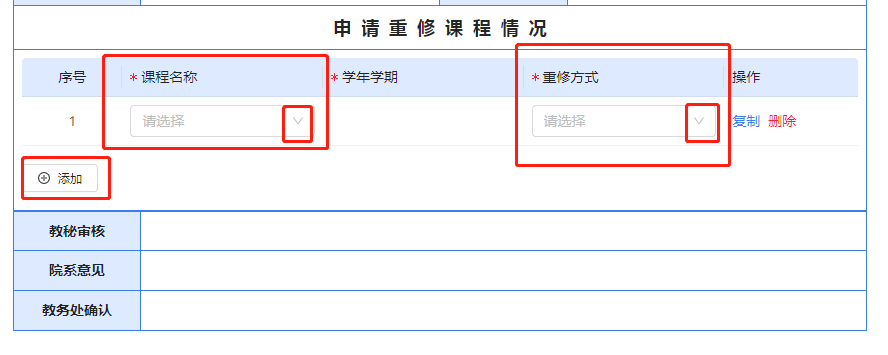 申请重修课程情况
序号 * 课程名称 * 学年学期 * 重修方式 操作
1 请选择 请选择 复制 删除
添加
教秘审核
院系意见
教务处确认